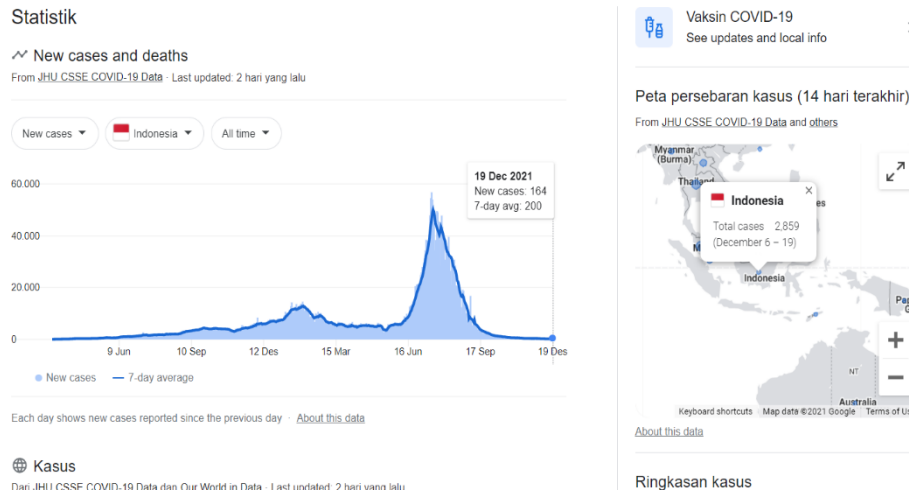 Statistik
New cases and deaths
From JHU CSSE COVID-19 Data · Last updated: 2 hari yang lalu
New cases
Indonesia
All time
60.000
40.000
20.000
0
19 Dec 2021
New cases: 164
7-day avg: 200
9 Jun
10 Sep
12 Des
15 Mar
16 Jun
17 Sep
19 Des
New cases
7-day average
Each day shows new cases reported since the previous day · About this data
Kasus
Dari JHU CSSE COVID-19 Data dan Our World in Data · Last updated: 2 hari yang lalu
Vaksin COVID-19
See updates and local info
Peta persebaran kasus (14 hari terakhir)
From JHU CSSE COVID-19 Data and others
Myanmar
(Burma)
Thailand
Indonesia
Total cases 2,859
(December 6 – 19)
Indonesia
NT
Australia
Keyboard shortcuts
Map data ©2021 Google
Terms of
About this data
Ringkasan kasus